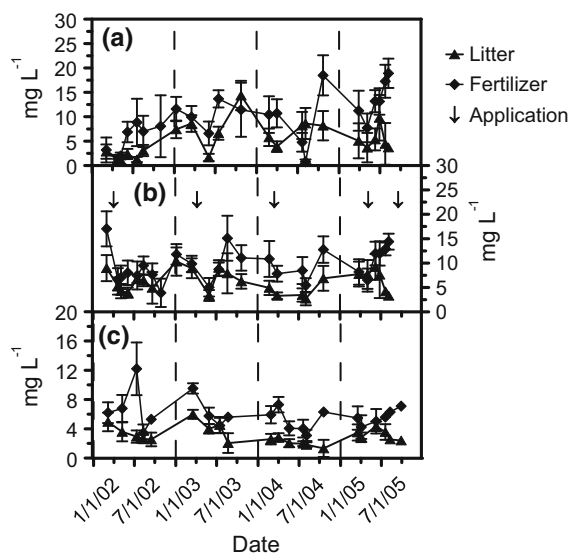 30
25
20
15
10
5
0
mg L⁻¹
(a)
Litter
Fertilizer
Application
30
25
20
15
10
5
0
mg L⁻¹
(b)
20
16
12
8
4
0
mg L⁻¹
(c)
1/1/02
7/1/02
1/1/03
7/1/03
1/1/04
7/1/04
1/1/05
7/1/05
Date